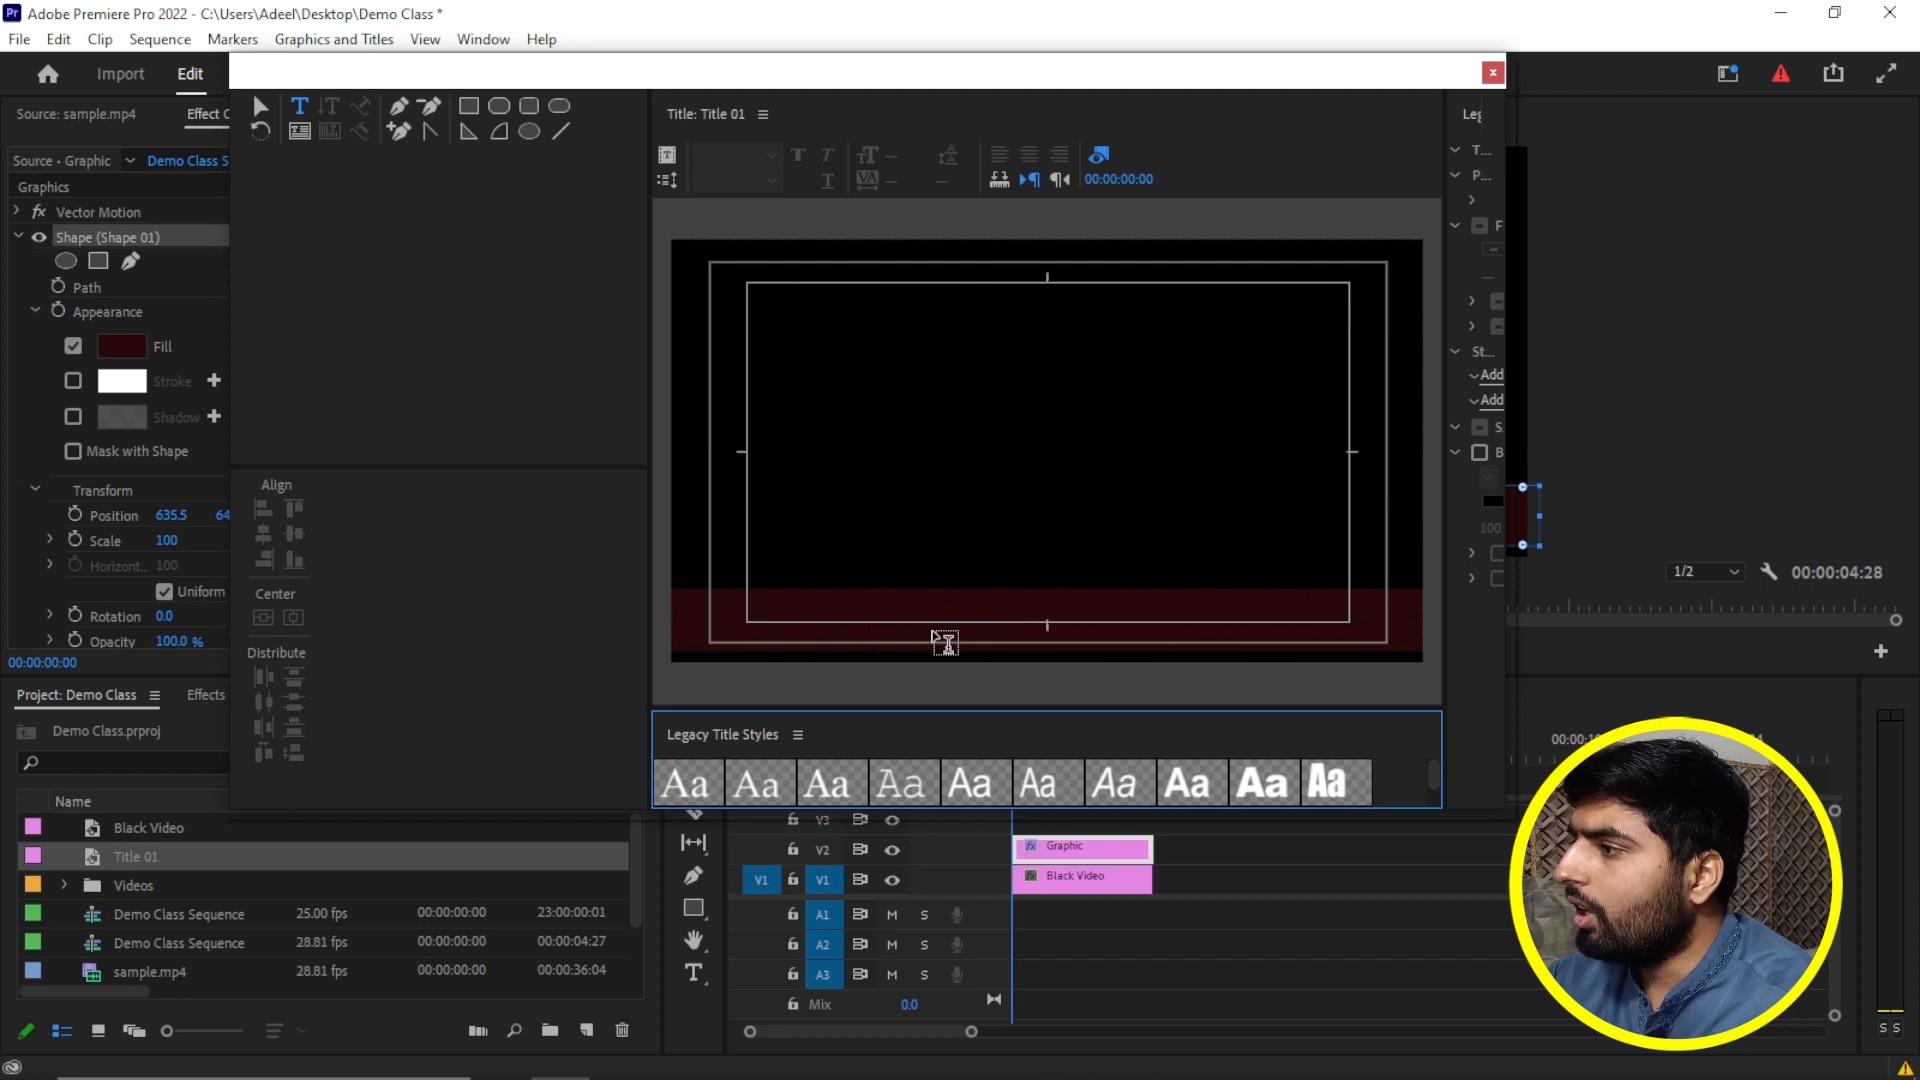 Pr Adobe Premiere Pro 2022 - C:\Users\Adeel\Desktop\Demo Class *
File Edit Clip Sequence Markers Graphics and Titles View Window Help
Import Edit
Source: sample.mp4 Effect C
Title: Title 01
Source • Graphic Demo Class S
00:00:00:00
Graphics
fx Vector Motion
Shape (Shape 01)
Path
Appearance
Fill
Stroke
Shadow
Mask with Shape
Transform
Position 635.5 64
Scale 100
Horizont... 100
Uniform
Rotation 0.0
Opacity 100.0 %
00:00:00:00
Align
Center
Distribute
Leg
T...
P...
F
St...
Add
Add
S
B
100
1/2 00:00:04:28
Project: Demo Class Effects
Demo Class.prproj
Name
Black Video
Title 01
Videos
Demo Class Sequence 25.00 fps 00:00:00:00 23:00:00:01
Demo Class Sequence 28.81 fps 00:00:00:00 00:00:04:27
sample.mp4 28.81 fps 00:00:00:00 00:00:36:04
Legacy Title Styles
Aa Aa Aa Aa Aa Aa Aa Aa Aa Aa
V3
V2 fx Graphic
V1 V1 fx Black Video
A1 M S
A2 M S
A3 M S
Mix 0.0
S S